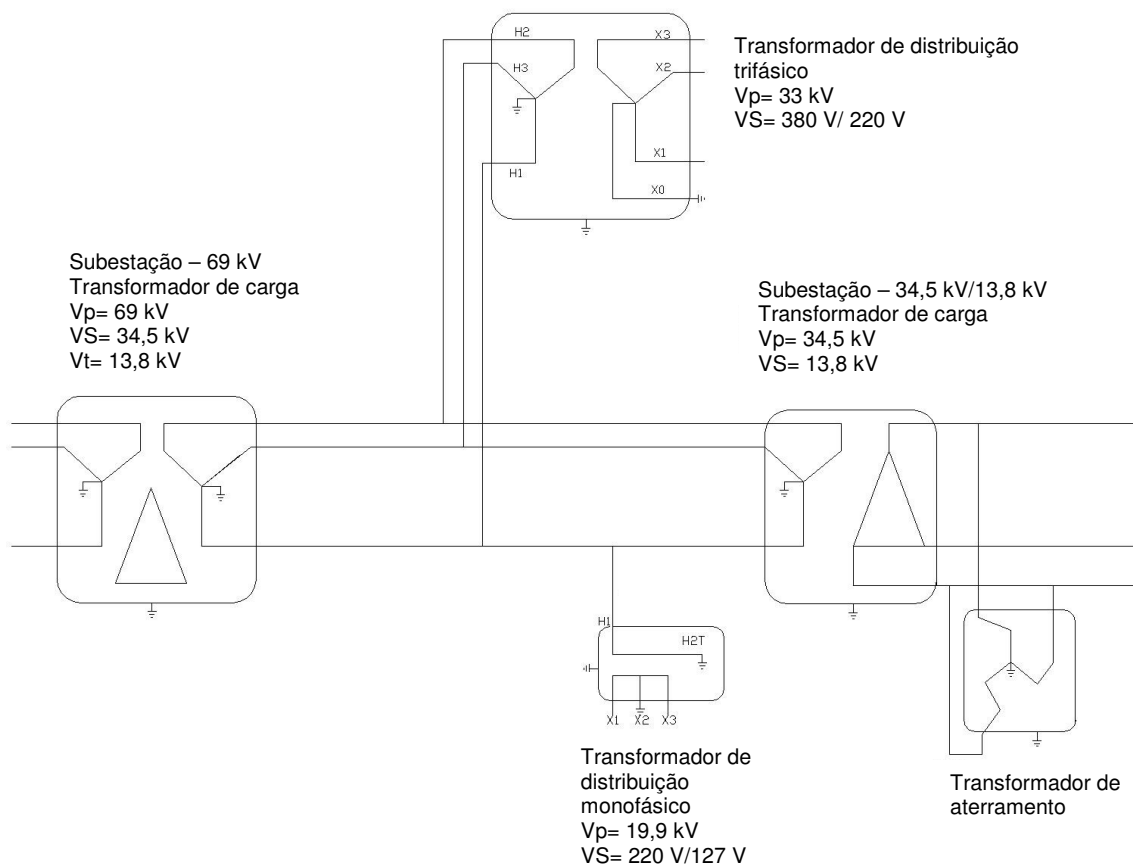 H2
X3
H3
X2
H1
X1
X0
Transformador de distribuição
trifásico
Vp= 33 kV
VS= 380 V/ 220 V
Subestação – 69 kV
Transformador de carga
Vp= 69 kV
VS= 34,5 kV
Vt= 13,8 kV
Subestação – 34,5 kV/13,8 kV
Transformador de carga
Vp= 34,5 kV
VS= 13,8 kV
H1
H2T
X1 X2 X3
Transformador de
distribuição
monofásico
Vp= 19,9 kV
VS= 220 V/127 V
Transformador de
aterramento